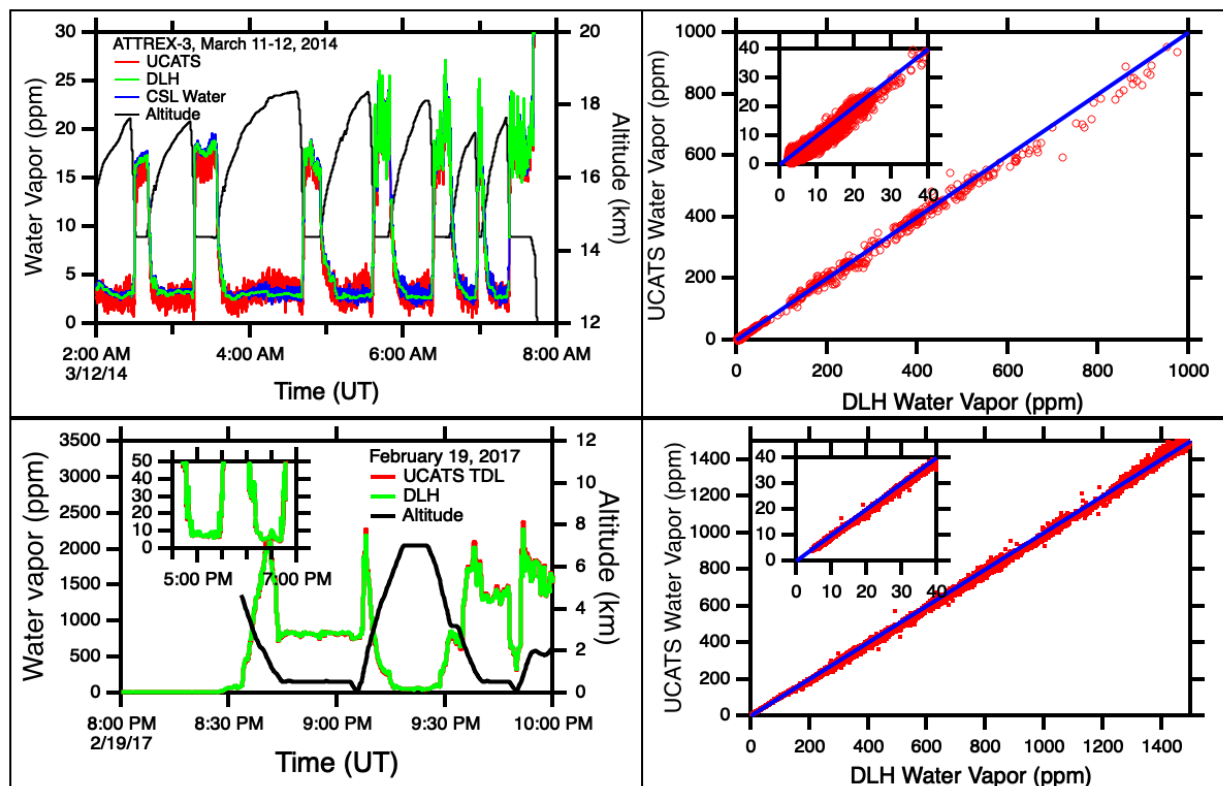 ATTREX-3, March 11-12, 2014
UCATS
DLH
CSL Water
Altitude
Water Vapor (ppm)
30
25
20
15
10
5
0
20
18
16
14
12
Altitude (km)
2:00 AM
4:00 AM
6:00 AM
8:00 AM
3/12/14
Time (UT)
UCATS Water Vapor (ppm)
1000
800
600
400
200
0
40
30
20
10
0
0
10
20
30
40
0
200
400
600
800
1000
DLH Water Vapor (ppm)
February 19, 2017
UCATS TDL
DLH
Altitude
Water vapor (ppm)
3500
3000
2500
2000
1500
1000
500
0
50
40
30
20
10
0
5:00 PM
7:00 PM
12
10
8
6
4
2
0
Altitude (km)
8:00 PM
8:30 PM
9:00 PM
9:30 PM
10:00 PM
2/19/17
Time (UT)
UCATS Water Vapor (ppm)
1400
1200
1000
800
600
400
200
0
40
30
20
10
0
0
10
20
30
40
0
200
400
600
800
1000
1200
1400
DLH Water Vapor (ppm)